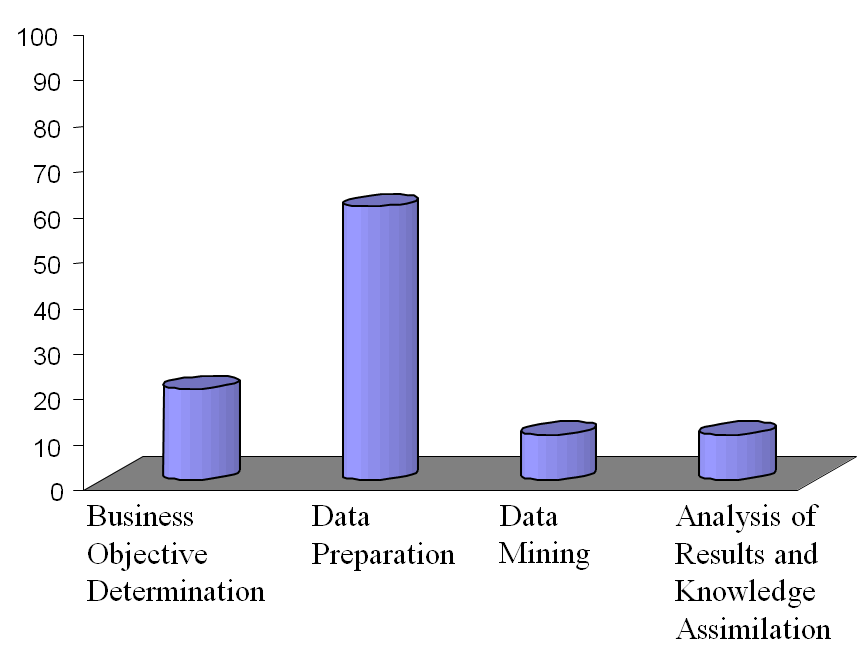 100
90
80
70
60
50
40
30
20
10
0
Business
Objective
Determination
Data
Preparation
Data
Mining
Analysis of
Results and
Knowledge
Assimilation